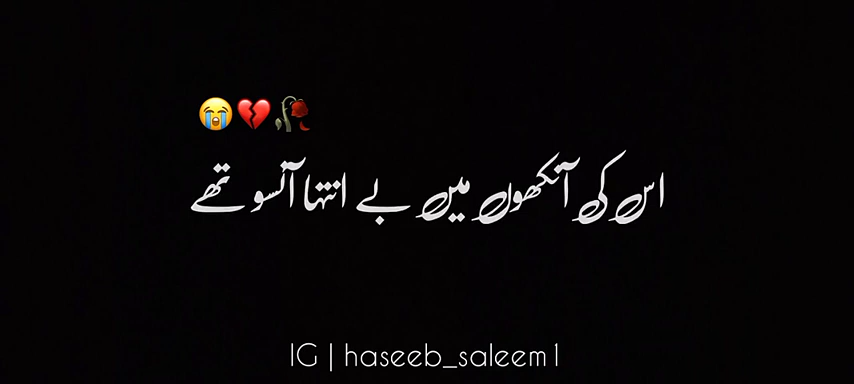 😭💔🥀
اس کی آنکھوں میں بے انتہا آنسو تھے
IG | haseeb_saleem1